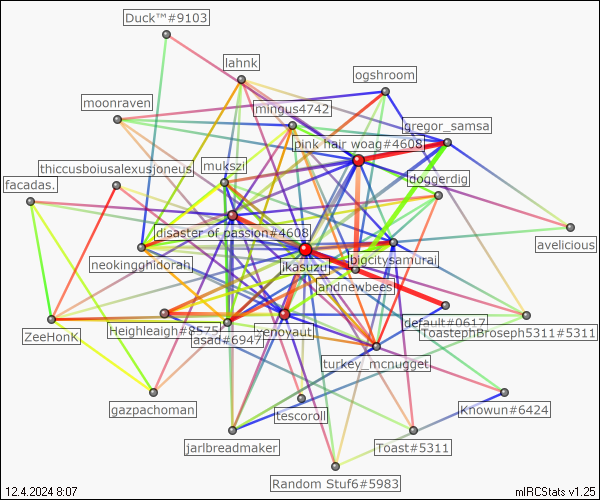 Duck™#9103
lahnk
ogshroom
moonraven
mingus4742
gregor_samsa
pink hair woag#4608
thiccusboiusalexusjoneus
mukszi
doggerdig
facadas.
disaster of passion#4608
avelicious
neokingghidorah
jkasuzu
bigcitysamuraj
andnewbees
default#0617
ZeeHonK
Heighleaigh#8575
xenoyaut
ToastephBroseph5311#5311
asad#6947
turkey_mcnugget
gazpachoman
tescoroll
Knowun#6424
jarlbreadmaker
Toast#5311
Random Stuf6#5983
12.4.2024 8:07
mIRCStats v1.25